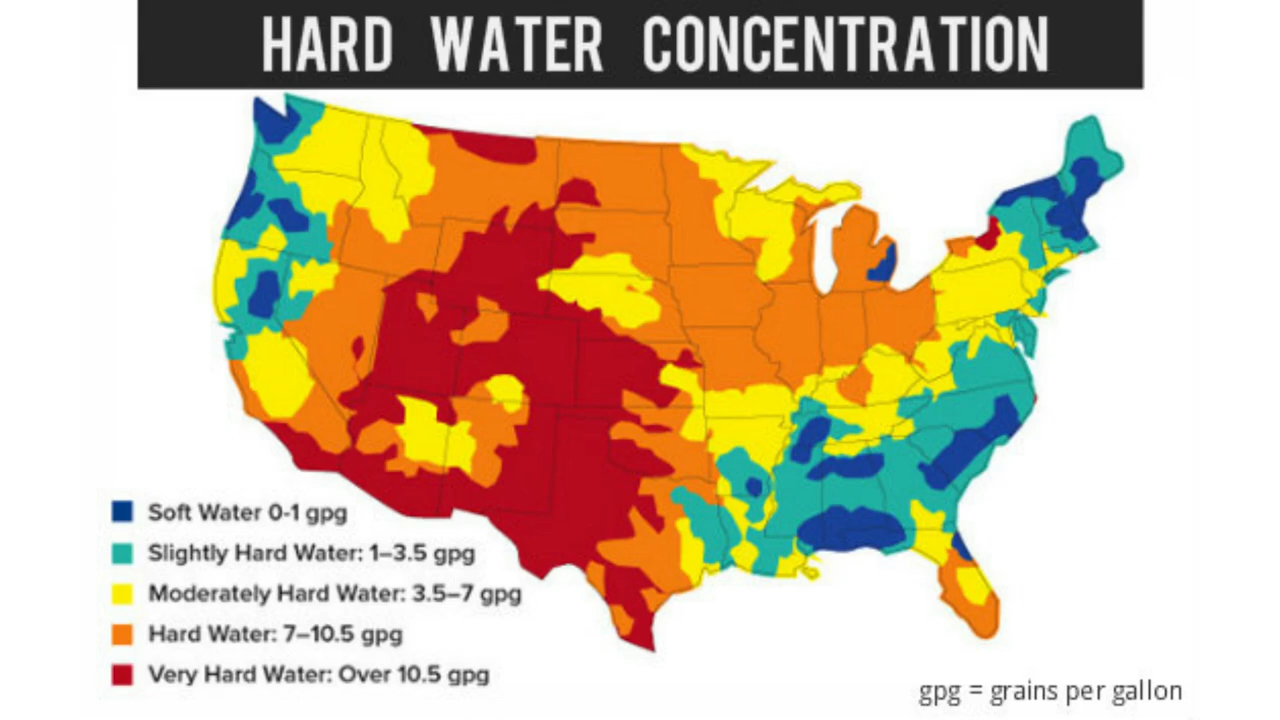 HARD WATER CONCENTRATION
Soft Water 0-1 gpg
Slightly Hard Water: 1–3.5 gpg
Moderately Hard Water: 3.5–7 gpg
Hard Water: 7–10.5 gpg
Very Hard Water: Over 10.5 gpg
gpg = grains per gallon